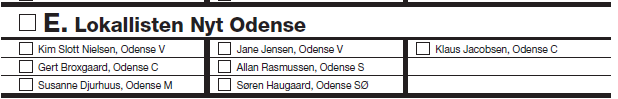 E. Lokallisten Nyt Odense
Kim Slott Nielsen, Odense V
Gert Broxgaard, Odense C
Susanne Djurhuus, Odense M
Jane Jensen, Odense V
Allan Rasmussen, Odense S
Søren Haugaard, Odense SØ
Klaus Jacobsen, Odense C